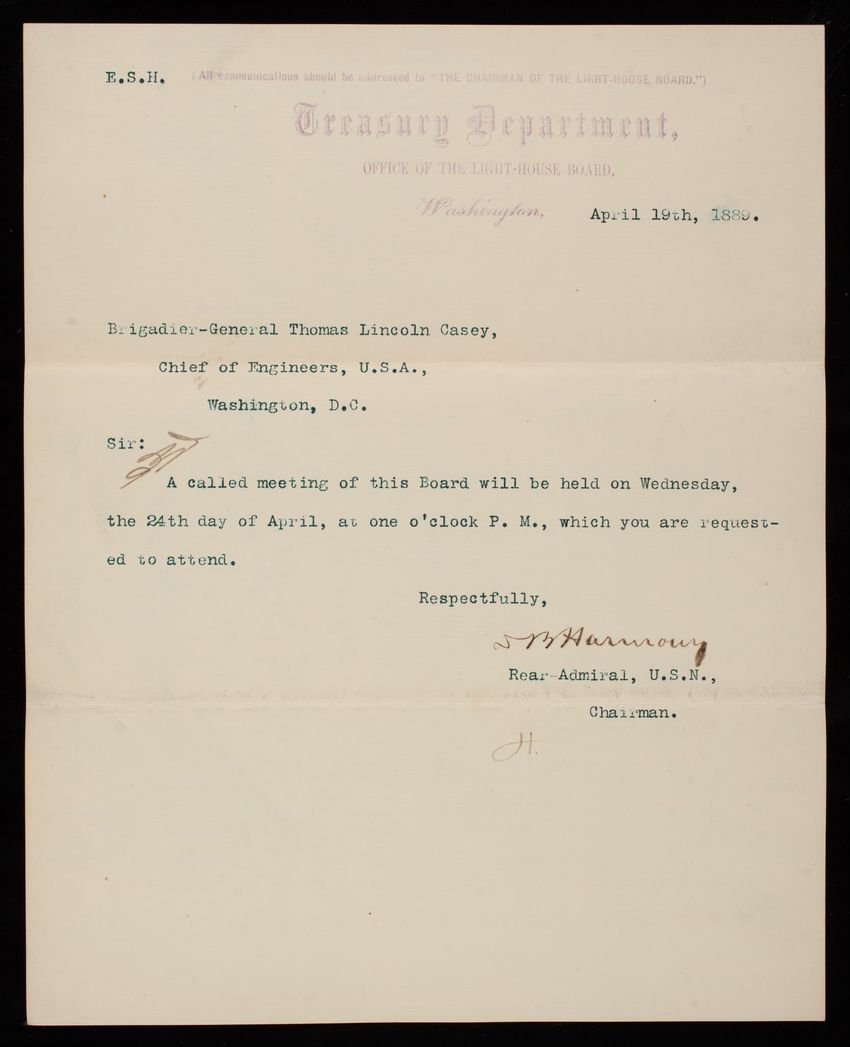 E.S.H. (All communications should be addressed to "THE CHAIRMAN OF THE LIGHT-HOUSE BOARD.")
Treasury Department,
OFFICE OF THE LIGHT-HOUSE BOARD,
Washington, April 19th, 1889.
Brigadier-General Thomas Lincoln Casey,
Chief of Engineers, U.S.A.,
Washington, D.C.
Sir:
A called meeting of this Board will be held on Wednesday,
the 24th day of April, at one o'clock P. M., which you are request-
ed to attend.
Respectfully,
D B Harmony
Rear-Admiral, U.S.N.,
Chairman.
H.